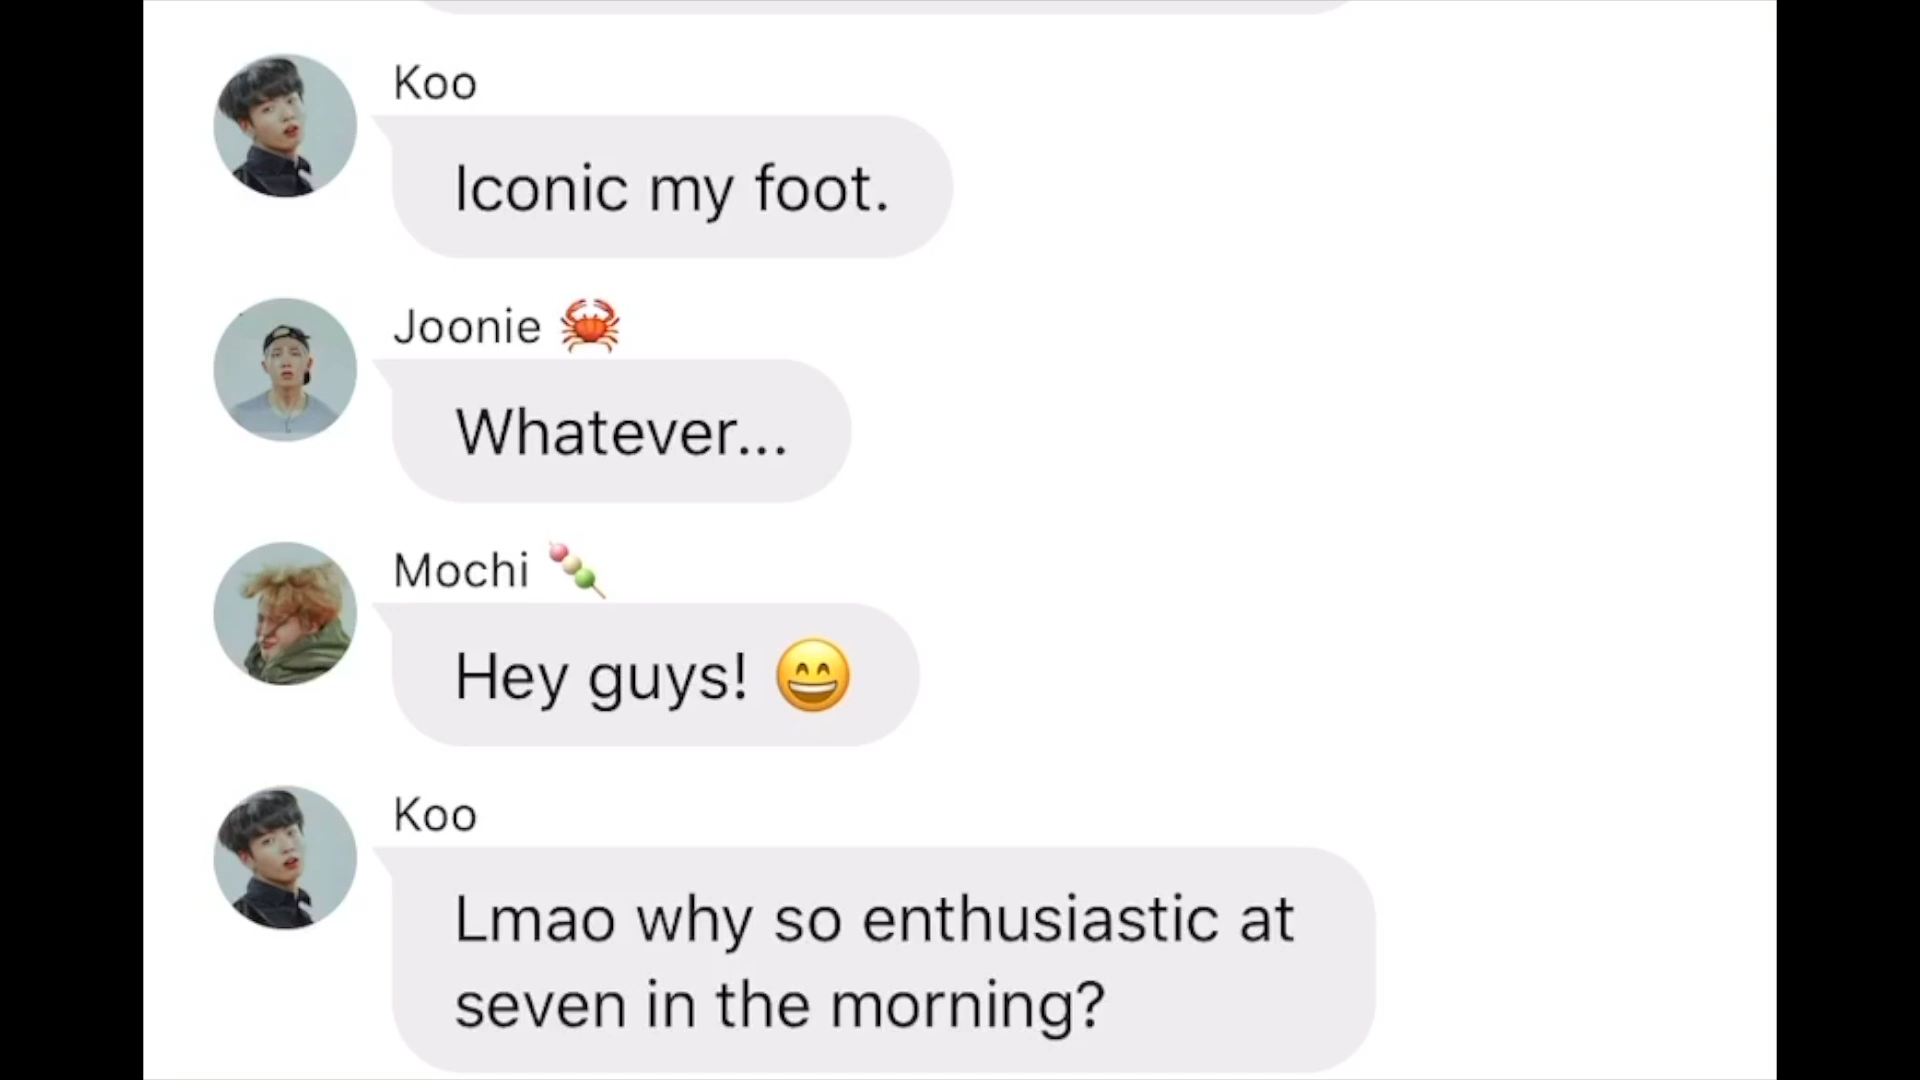 Koo
Iconic my foot.
Joonie 🦀
Whatever...
Mochi 🍡
Hey guys! 😄
Koo
Lmao why so enthusiastic at
seven in the morning?